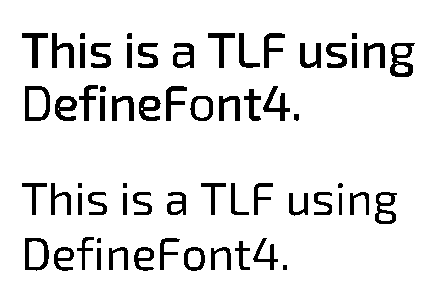 This is a TLF using
DefineFont4.
This is a TLF using
DefineFont4.